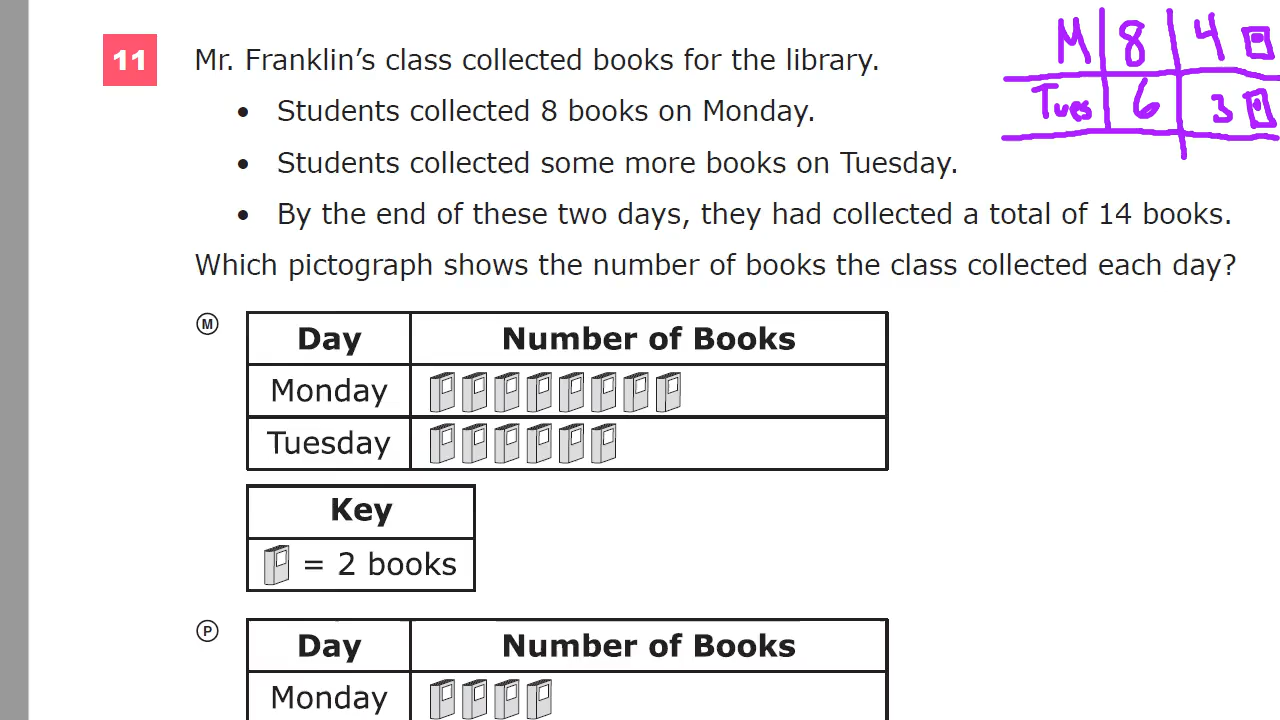 11 Mr. Franklin’s class collected books for the library.
M 8 4
Tues 6 3
• Students collected 8 books on Monday.
• Students collected some more books on Tuesday.
• By the end of these two days, they had collected a total of 14 books.
Which pictograph shows the number of books the class collected each day?
M
Day Number of Books
Monday
Tuesday
Key
= 2 books
P
Day Number of Books
Monday